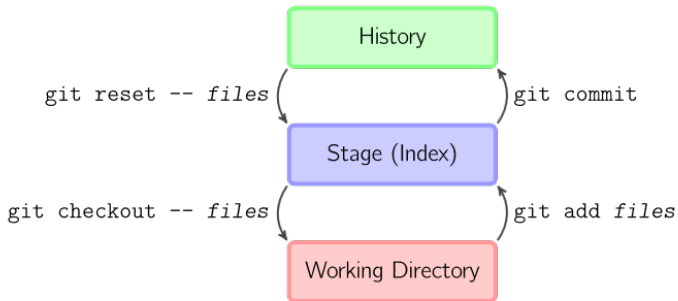 History
git reset -- files
git commit
Stage (Index)
git checkout -- files
git add files
Working Directory